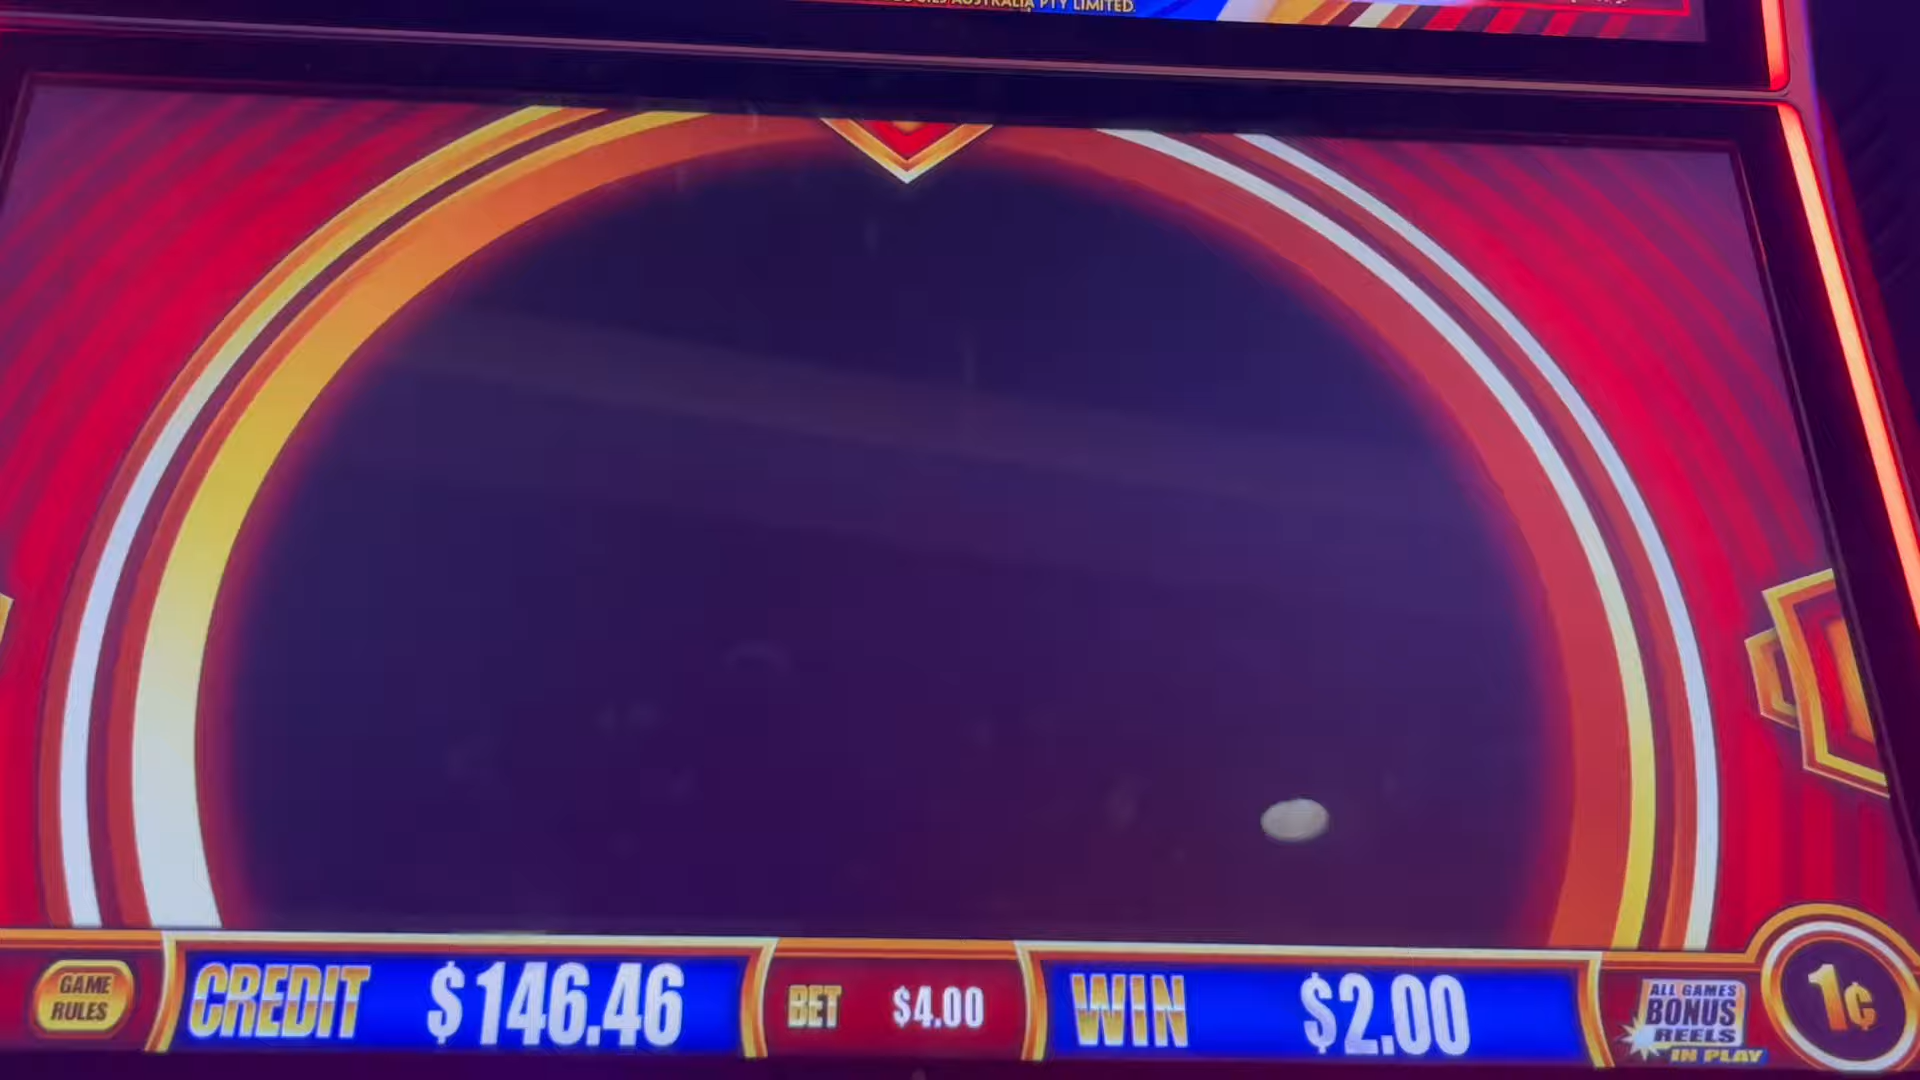 AUSTRALIA PTY LIMITED.
GAME
RULES
CREDIT $146.46
BET $4.00
WIN $2.00
ALL GAMES
BONUS
REELS
IN PLAY
1¢